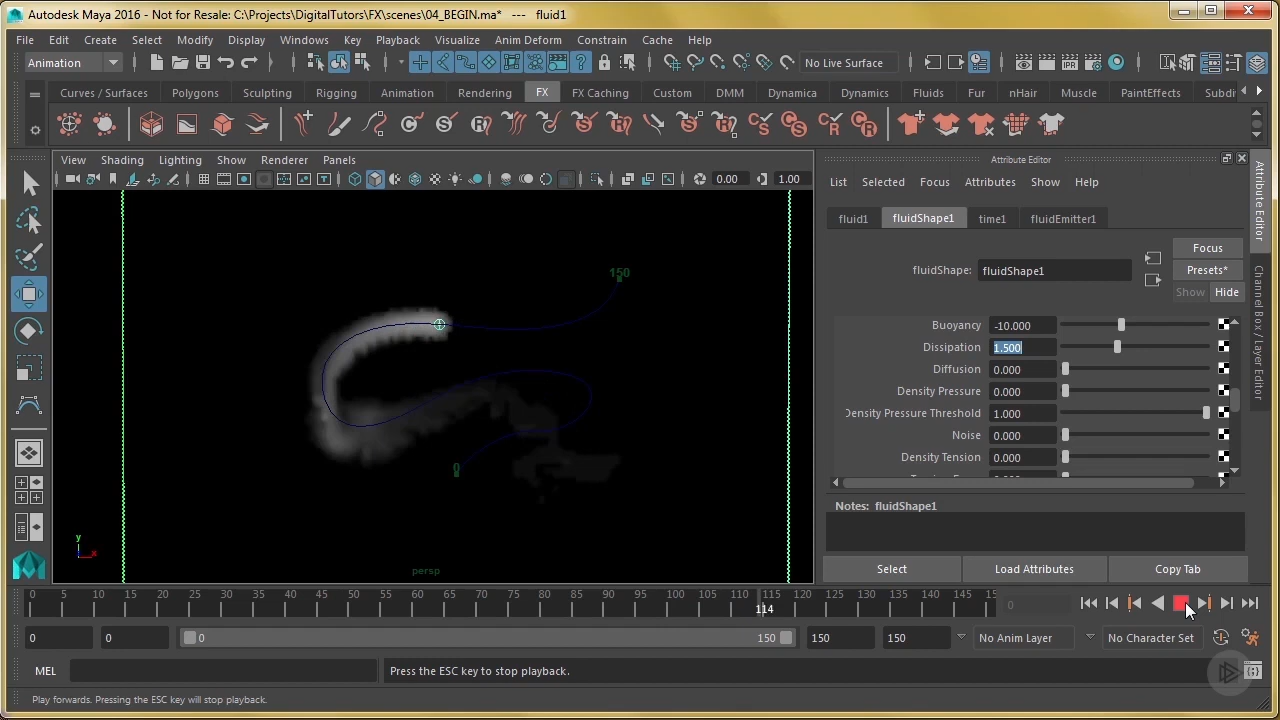 Autodesk Maya 2016 - Not for Resale: C:\Projects\DigitalTutors\FX\scenes\04_BEGIN.ma* --- fluid1
File Edit Create Select Modify Display Windows Key Playback Visualize Anim Deform Constrain Cache Help
Animation No Live Surface
Curves / Surfaces Polygons Sculpting Rigging Animation Rendering FX FX Caching Custom DMM Dynamica Dynamics Fluids Fur nHair Muscle PaintEffects Subdi
View Shading Lighting Show Renderer Panels
0.00 1.00
150
0
persp
y
x
Attribute Editor
List Selected Focus Attributes Show Help
fluid1 fluidShape1 time1 fluidEmitter1
Focus
fluidShape: fluidShape1 Presets*
Show Hide
Buoyancy -10.000
Dissipation 1.500
Diffusion 0.000
Density Pressure 0.000
Density Pressure Threshold 1.000
Noise 0.000
Density Tension 0.000
Notes: fluidShape1
Select Load Attributes Copy Tab
Attribute Editor
Channel Box / Layer Editor
0 5 10 15 20 25 30 35 40 45 50 55 60 65 70 75 80 85 90 95 100 105 110 115 120 125 130 135 140 145 15
114
0
0 0 0 150 150 150 No Anim Layer No Character Set
MEL Press the ESC key to stop playback.
Play forwards. Pressing the ESC key will stop playback.